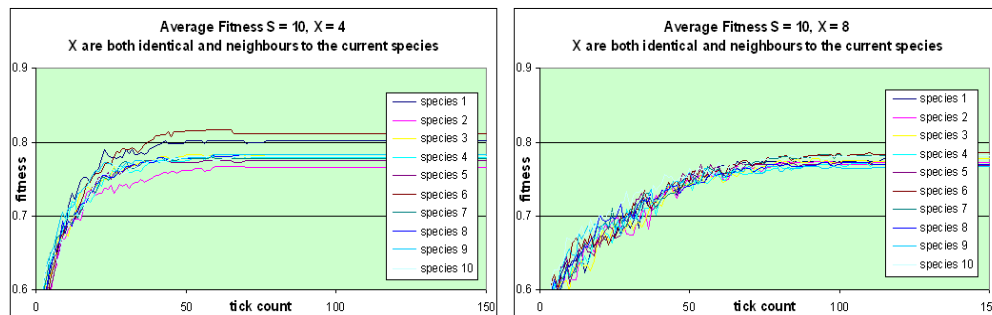 Average Fitness S = 10, X = 4
X are both identical and neighbours to the current species
0.9
0.8
0.7
0.6
fitness
0
50
100
150
tick count
species 1
species 2
species 3
species 4
species 5
species 6
species 7
species 8
species 9
species 10
Average Fitness S = 10, X = 8
X are both identical and neighbours to the current species
0.9
0.8
0.7
0.6
fitness
0
50
100
150
tick count
species 1
species 2
species 3
species 4
species 5
species 6
species 7
species 8
species 9
species 10